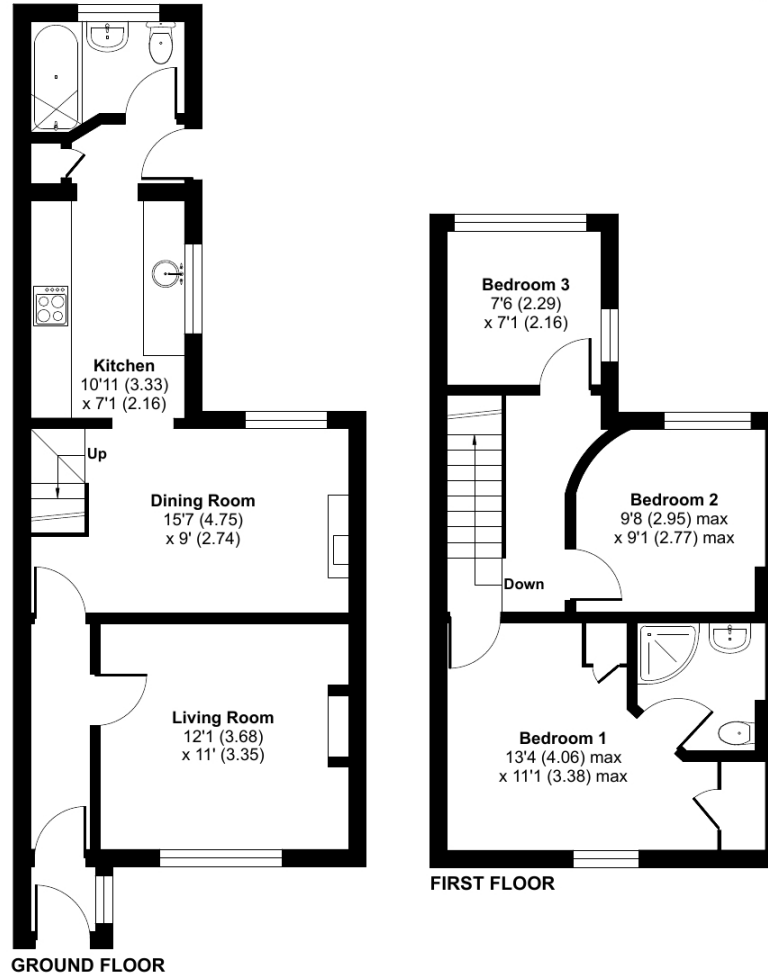 Kitchen
10'11 (3.33)
x 7'1 (2.16)
Up
Dining Room
15'7 (4.75)
x 9' (2.74)
Living Room
12'1 (3.68)
x 11' (3.35)
GROUND FLOOR
Bedroom 3
7'6 (2.29)
x 7'1 (2.16)
Bedroom 2
9'8 (2.95) max
x 9'1 (2.77) max
Down
Bedroom 1
13'4 (4.06) max
x 11'1 (3.38) max
FIRST FLOOR